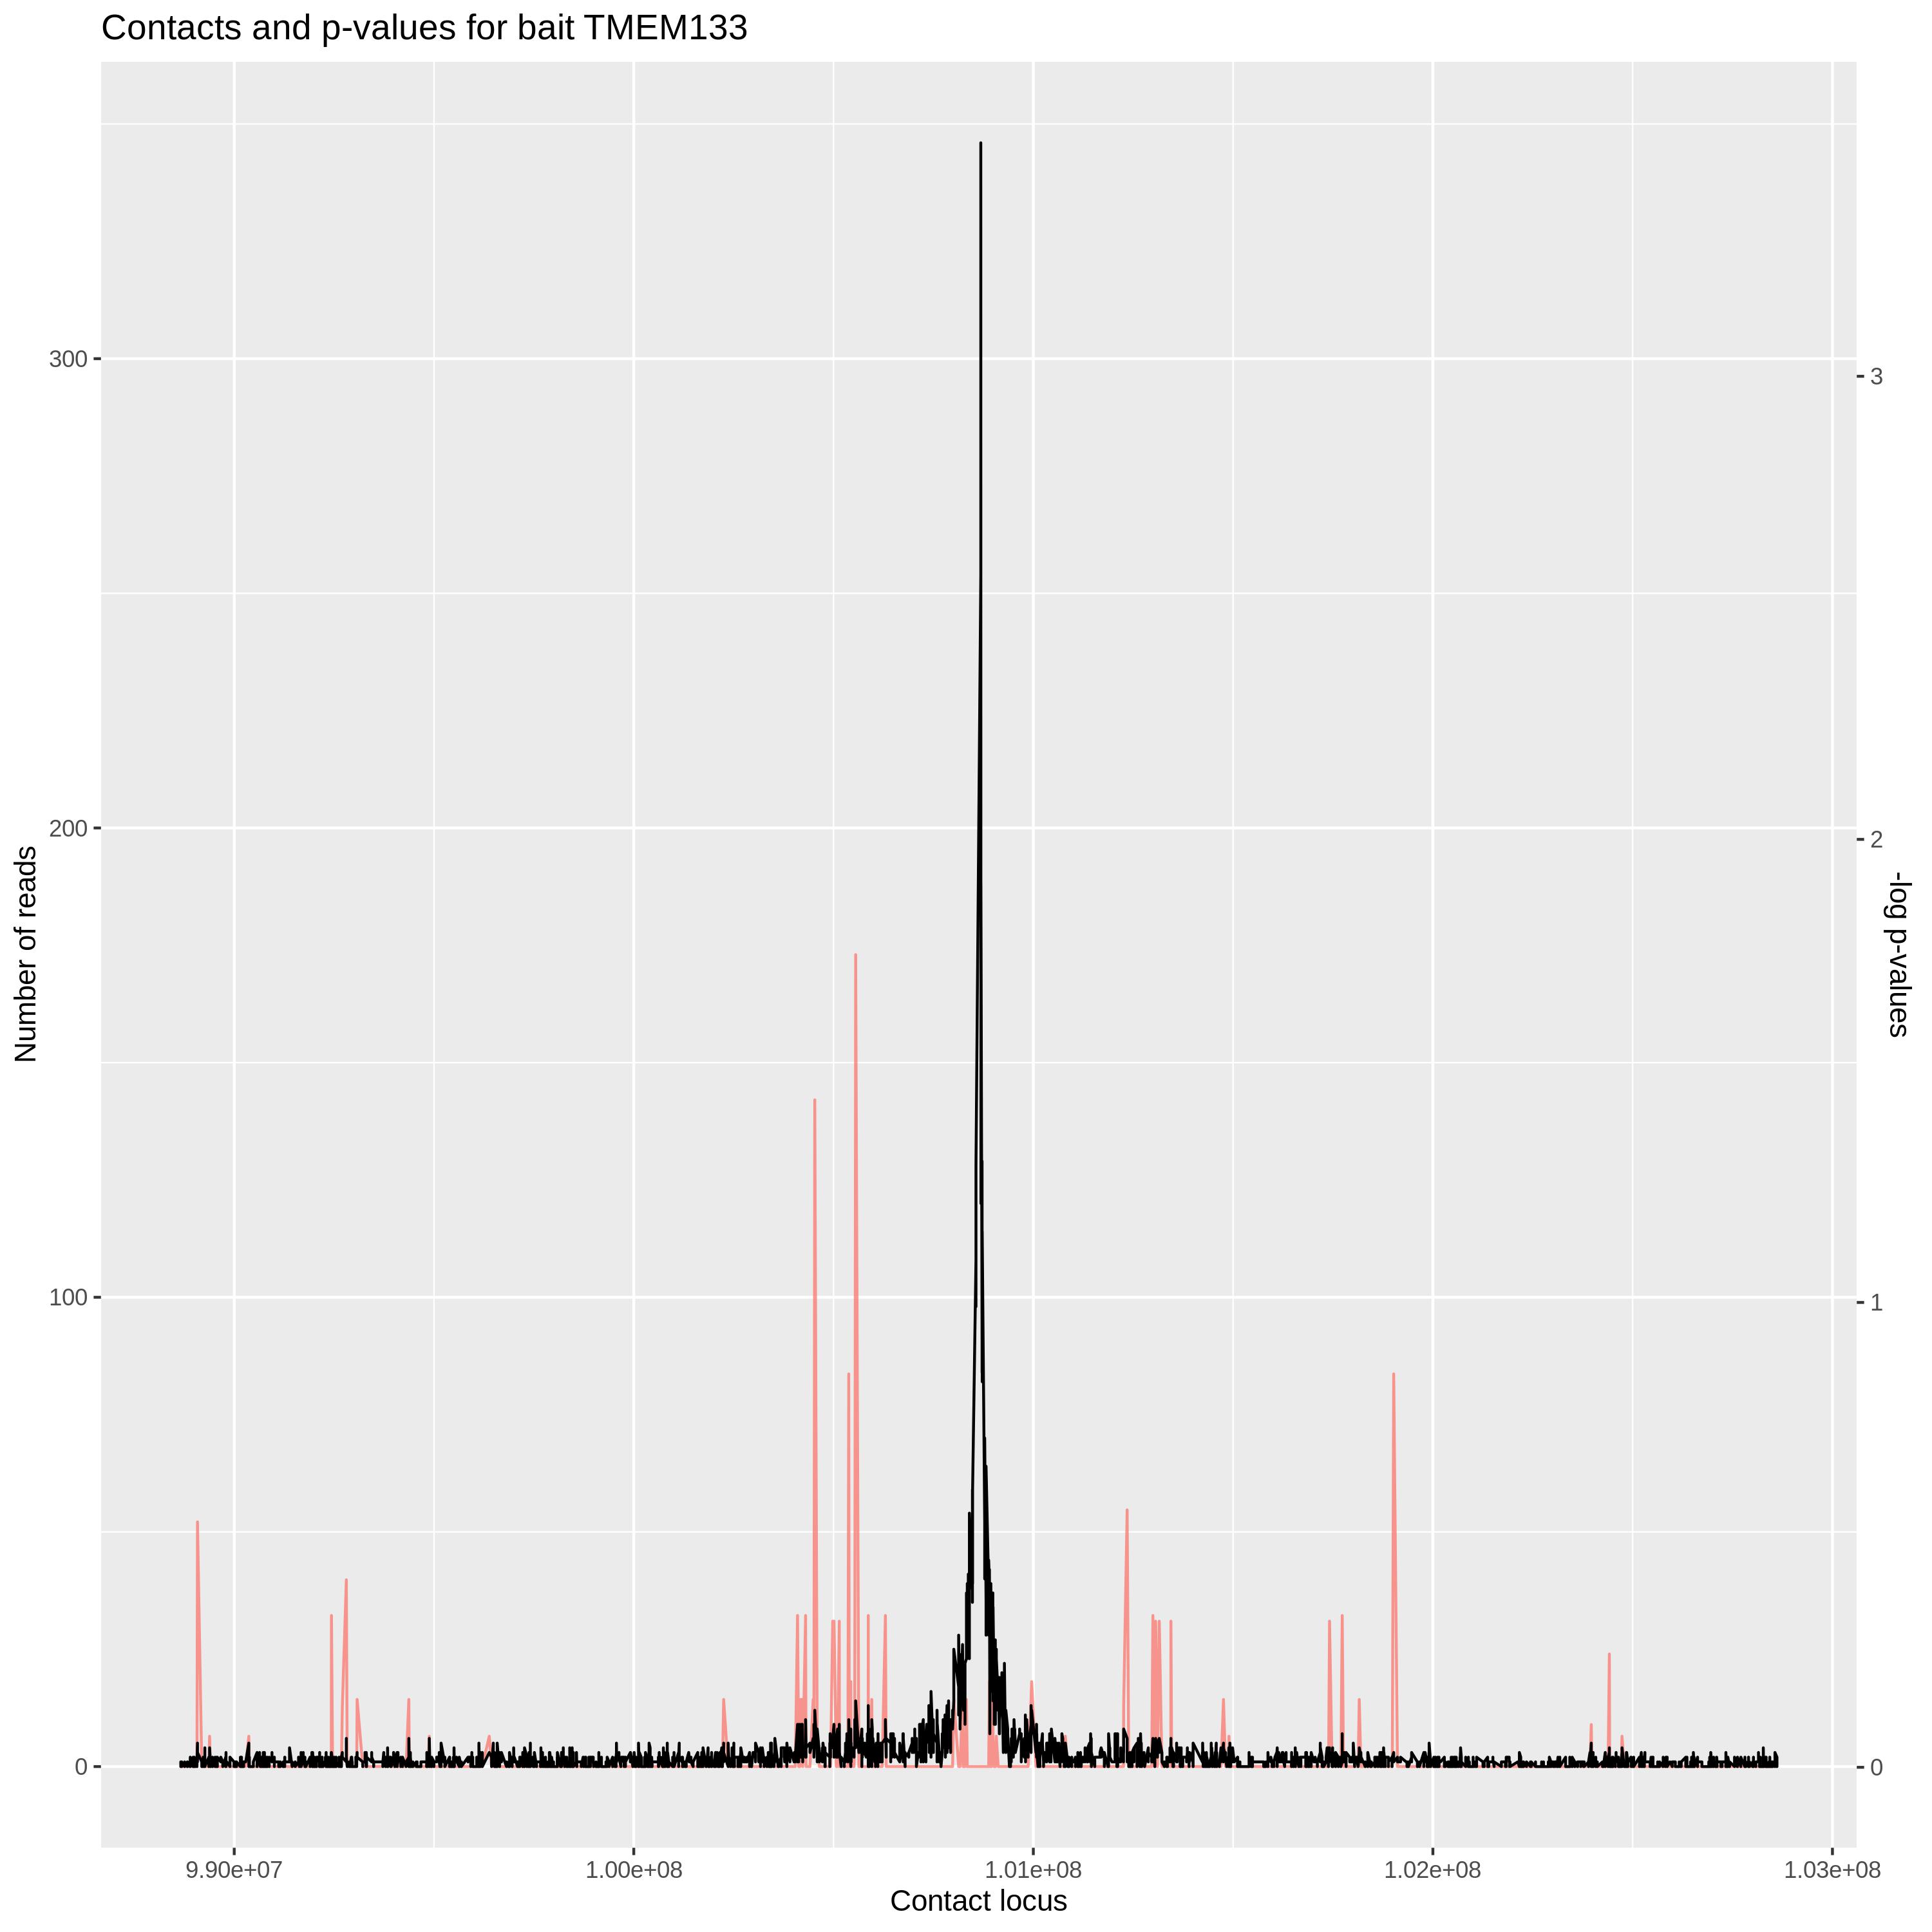 Contacts and p-values for bait TMEM133
Number of reads
300
200
100
0
3
2
1
0
-log p-values
9.90e+07
1.00e+08
1.01e+08
1.02e+08
1.03e+08
Contact locus